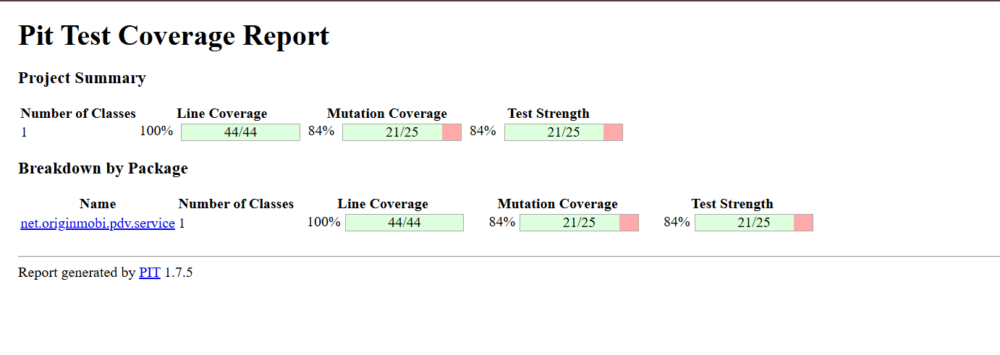 Pit Test Coverage Report
Project Summary
Number of Classes Line Coverage Mutation Coverage Test Strength
1 100% 44/44 84% 21/25 84% 21/25
Breakdown by Package
Name Number of Classes Line Coverage Mutation Coverage Test Strength
net.originmobi.pdv.service 1 100% 44/44 84% 21/25 84% 21/25
Report generated by PIT 1.7.5